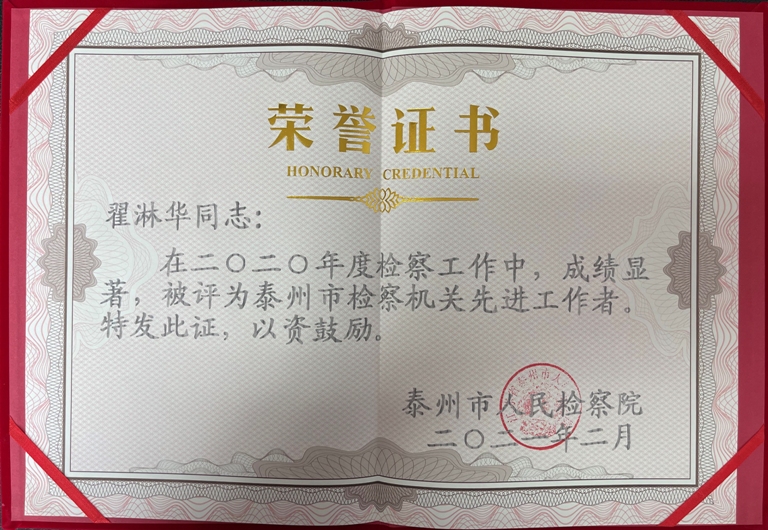 荣誉证书
HONORARY CREDENTIAL
翟淋华同志：
在二〇二〇年度检察工作中，成绩显
著，被评为泰州市检察机关先进工作者。
特发此证，以资鼓励。
泰州市人民检察院
二〇二一年二月